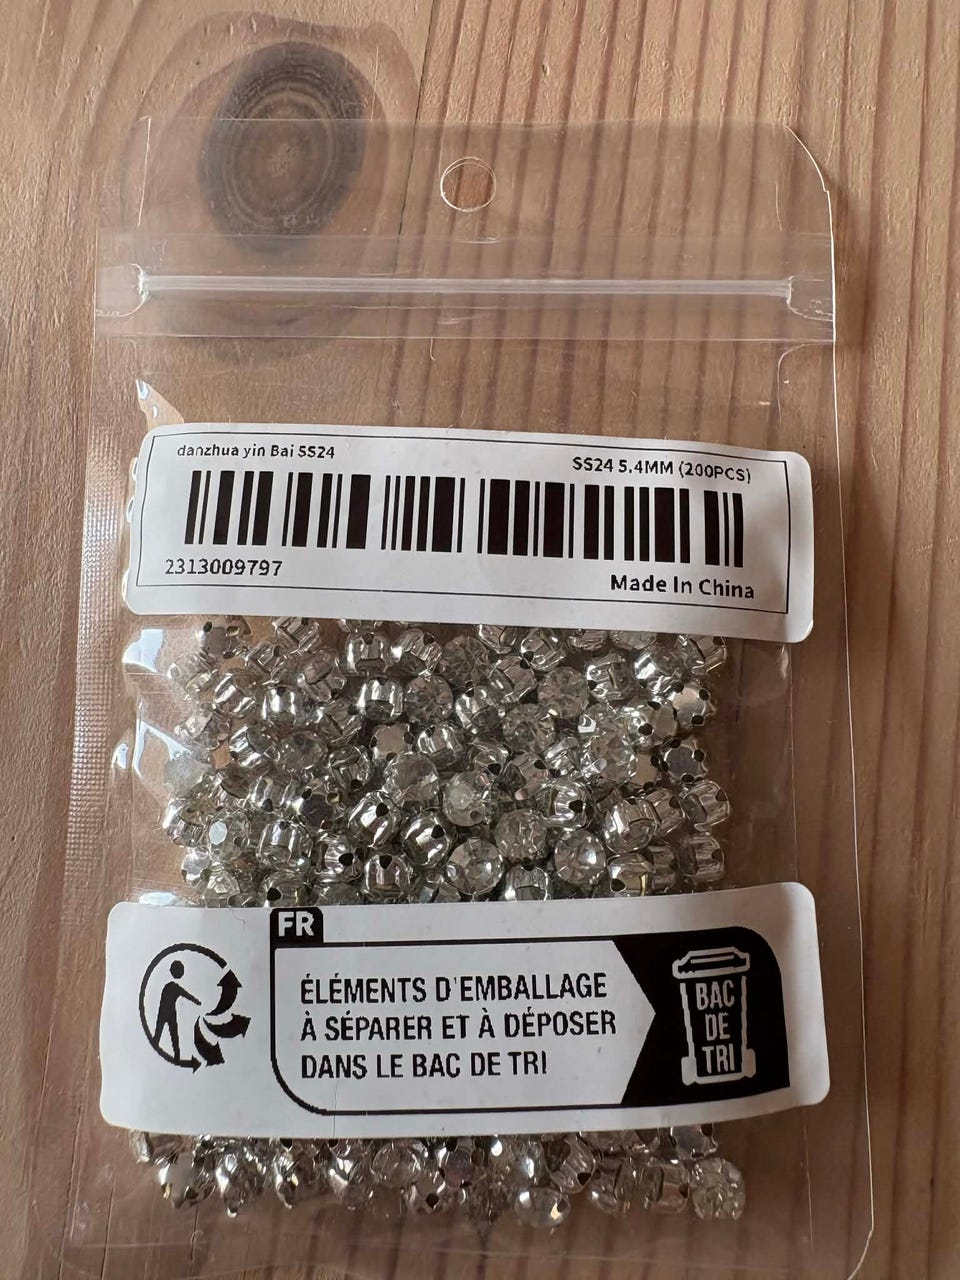 danzhua yin Bai SS24
SS24 5.4MM (200PCS)
2313009797
Made In China
FR
ÉLÉMENTS D'EMBALLAGE
À SÉPARER ET À DÉPOSER
DANS LE BAC DE TRI
BAC
DE
TRI